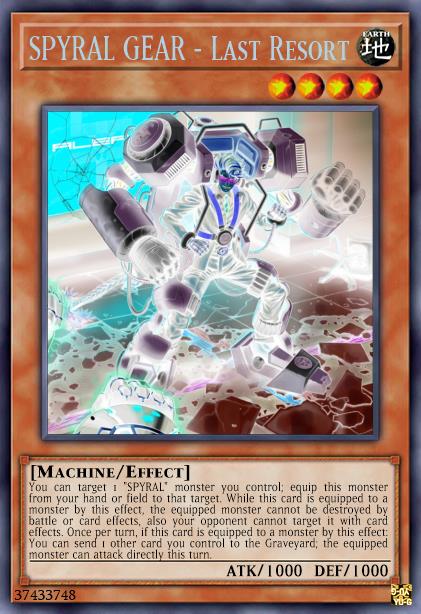 SPYRAL GEAR - LAST RESORT
EARTH
地
ALER
[MACHINE/EFFECT]
You can target 1 "SPYRAL" monster you control; equip this monster
from your hand or field to that target. While this card is equipped to a
monster by this effect, the equipped monster cannot be destroyed by
battle or card effects, also your opponent cannot target it with card
effects. Once per turn, if this card is equipped to a monster by this effect:
You can send 1 other card you control to the Graveyard; the equipped
monster can attack directly this turn.
ATK/1000 DEF/1000
37433748